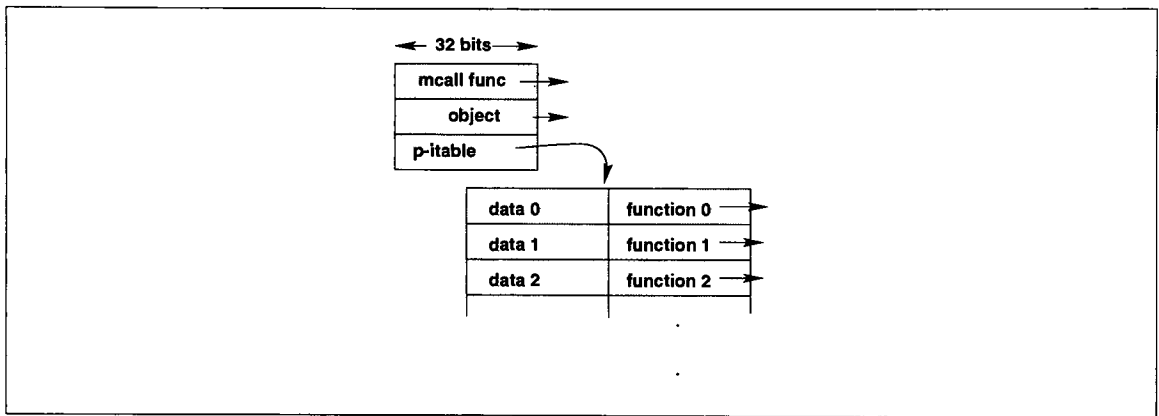 32 bits
mcall func
object
p-itable
data 0 function 0
data 1 function 1
data 2 function 2